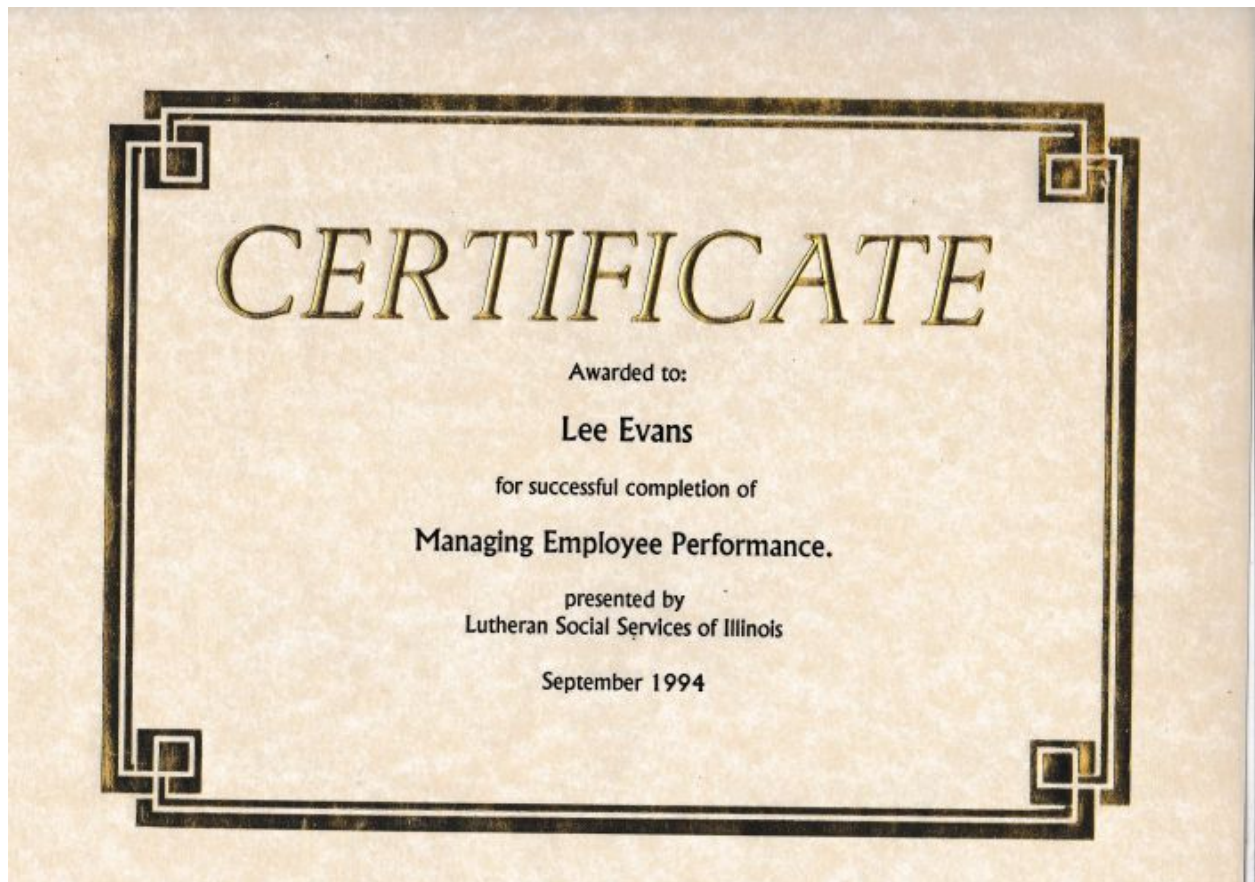 CERTIFICATE
Awarded to:
Lee Evans
for successful completion of
Managing Employee Performance.
presented by
Lutheran Social Services of Illinois
September 1994